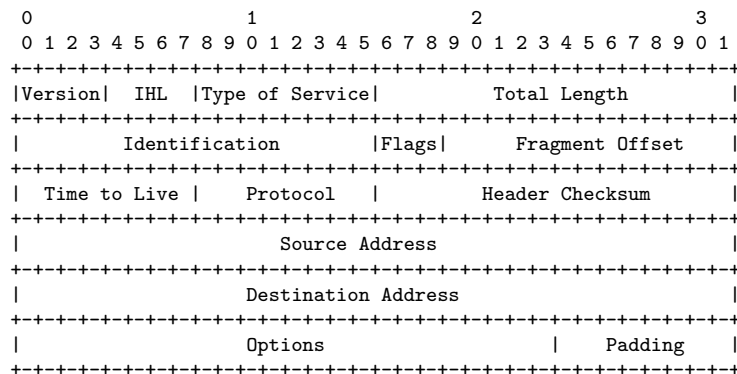 0                   1                   2                   3
0 1 2 3 4 5 6 7 8 9 0 1 2 3 4 5 6 7 8 9 0 1 2 3 4 5 6 7 8 9 0 1
+-+-+-+-+-+-+-+-+-+-+-+-+-+-+-+-+-+-+-+-+-+-+-+-+-+-+-+-+-+-+-+-+
|Version|  IHL  |Type of Service|          Total Length         |
+-+-+-+-+-+-+-+-+-+-+-+-+-+-+-+-+-+-+-+-+-+-+-+-+-+-+-+-+-+-+-+-+
|         Identification        |Flags|      Fragment Offset    |
+-+-+-+-+-+-+-+-+-+-+-+-+-+-+-+-+-+-+-+-+-+-+-+-+-+-+-+-+-+-+-+-+
|  Time to Live |    Protocol   |         Header Checksum       |
+-+-+-+-+-+-+-+-+-+-+-+-+-+-+-+-+-+-+-+-+-+-+-+-+-+-+-+-+-+-+-+-+
|                       Source Address                          |
+-+-+-+-+-+-+-+-+-+-+-+-+-+-+-+-+-+-+-+-+-+-+-+-+-+-+-+-+-+-+-+-+
|                    Destination Address                        |
+-+-+-+-+-+-+-+-+-+-+-+-+-+-+-+-+-+-+-+-+-+-+-+-+-+-+-+-+-+-+-+-+
|                    Options                    |    Padding    |
+-+-+-+-+-+-+-+-+-+-+-+-+-+-+-+-+-+-+-+-+-+-+-+-+-+-+-+-+-+-+-+-+